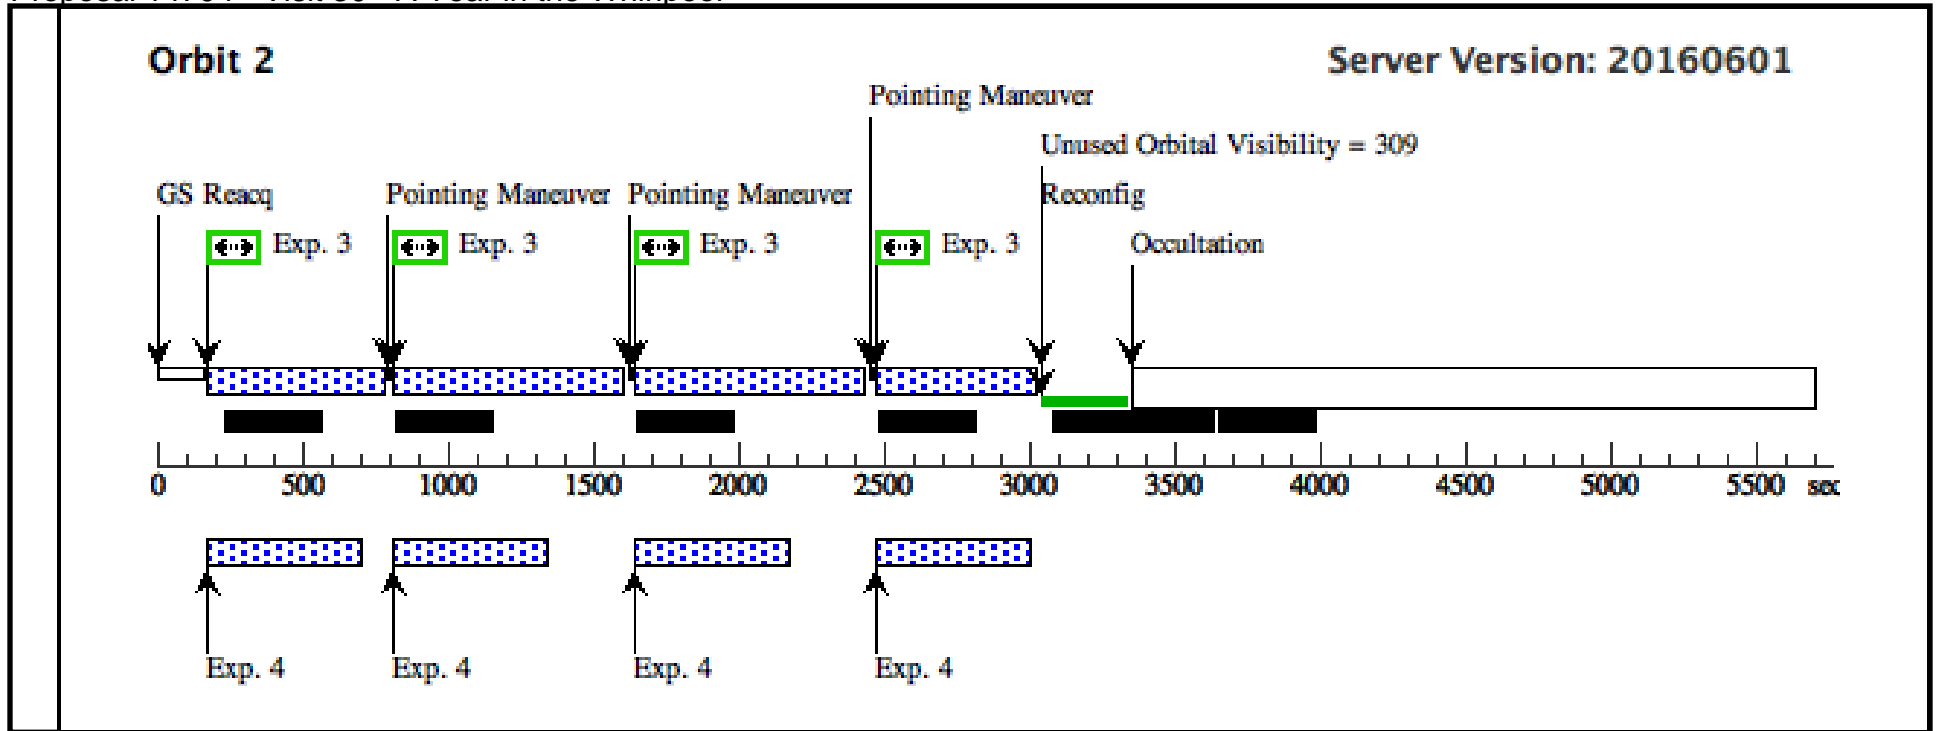 Orbit 2
Server Version: 20160601
Pointing Maneuver
Unused Orbital Visibility = 309
GS Reacq
Pointing Maneuver
Pointing Maneuver
Reconfig
Exp. 3
Exp. 3
Exp. 3
Exp. 3
Occultation
0 500 1000 1500 2000 2500 3000 3500 4000 4500 5000 5500 sec
Exp. 4
Exp. 4
Exp. 4
Exp. 4